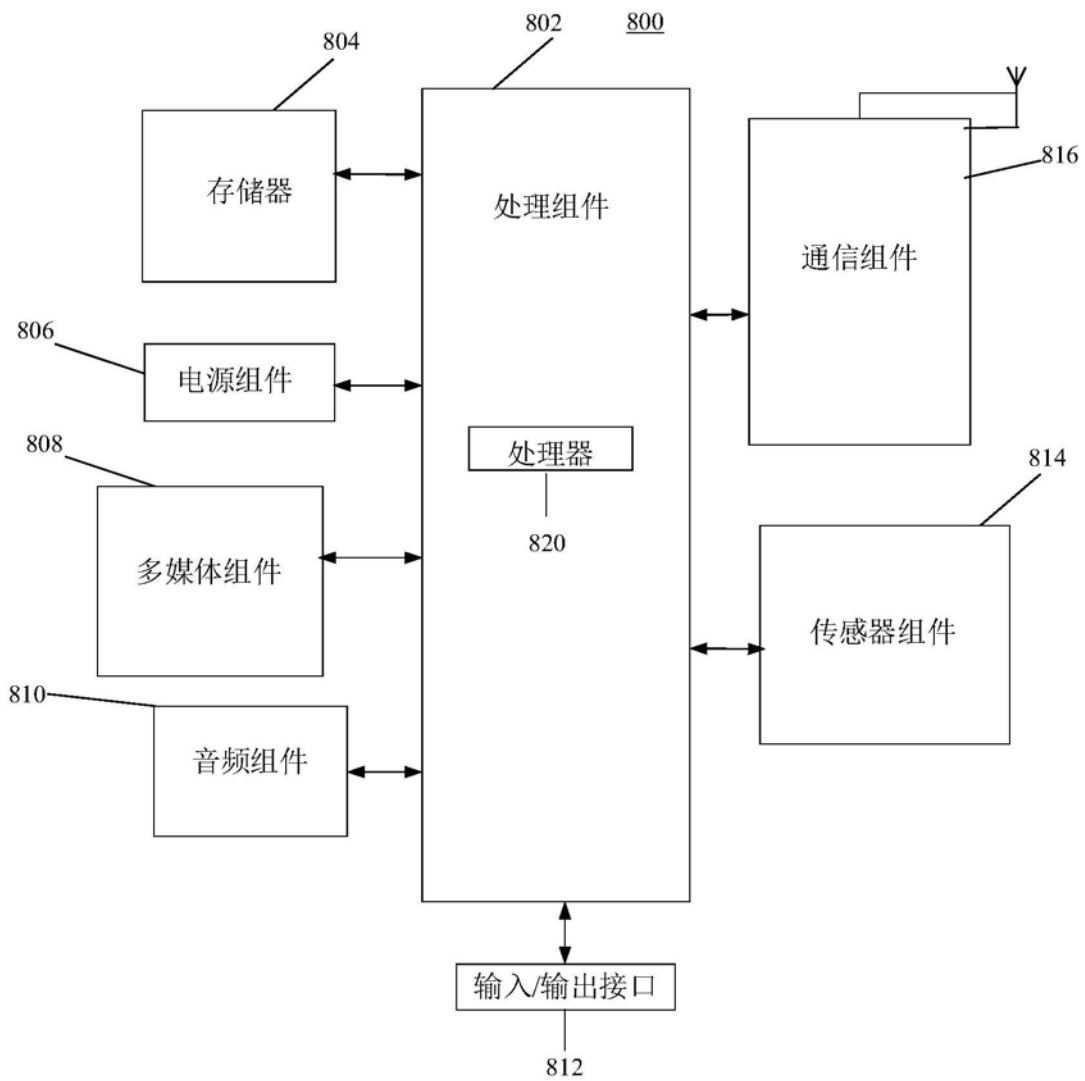 800
802
804
存储器
处理组件
816
通信组件
806
电源组件
808
处理器
820
多媒体组件
814
传感器组件
810
音频组件
输入/输出接口
812